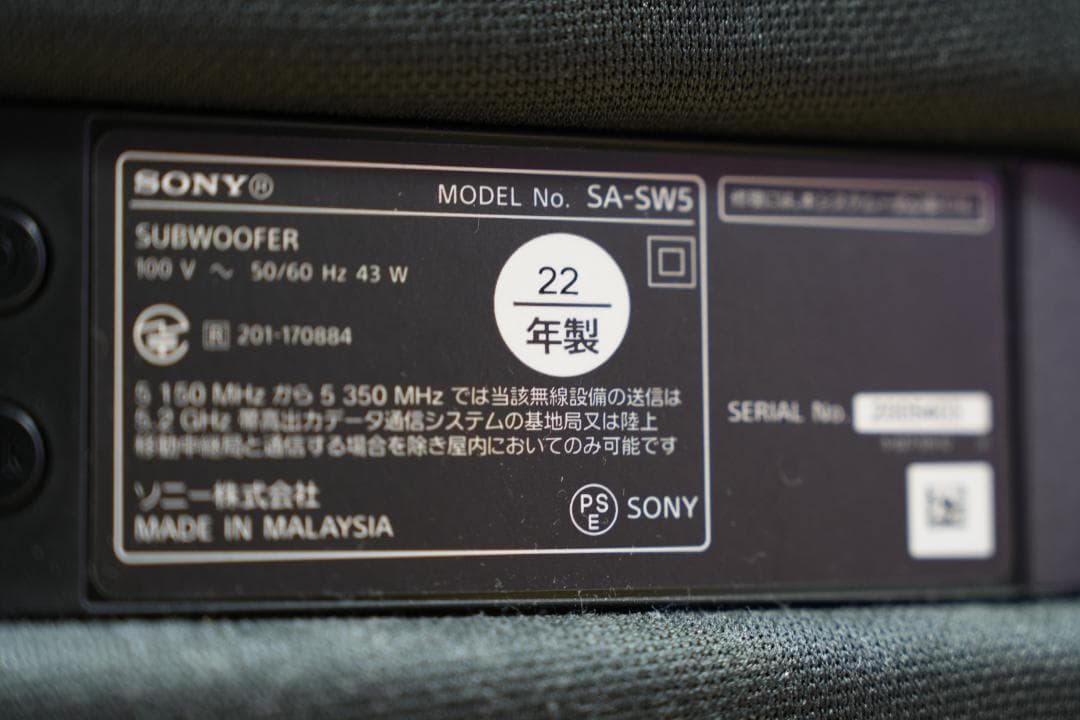 SONY®
MODEL No. SA-SW5
SUBWOOFER
100 V ～ 50/60 Hz 43 W
22
年製
R 201-170884
5 150 MHz から 5 350 MHz では当該無線設備の送信は
5.2 GHz 帯高出力データ通信システムの基地局又は陸上
移動中継局と通信する場合を除き屋内においてのみ可能です
ソニー株式会社
MADE IN MALAYSIA
PS
E
SONY
SERIAL No.